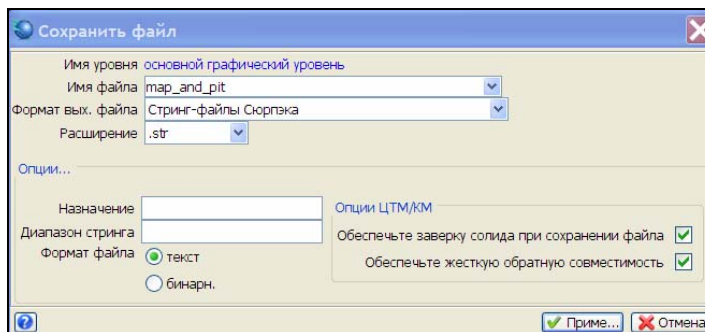 Сохранить файл
Имя уровня основной графический уровень
Имя файла map_and_pit
Формат вых. файла Стринг-файлы Сюрпэка
Расширение .str
Опции...
Назначение
Диапазон стринга
Формат файла текст
бинарн.
Опции ЦТМ/КМ
Обеспечьте заверку солида при сохранении файла
Обеспечьте жесткую обратную совместимость
Приме... Отмена